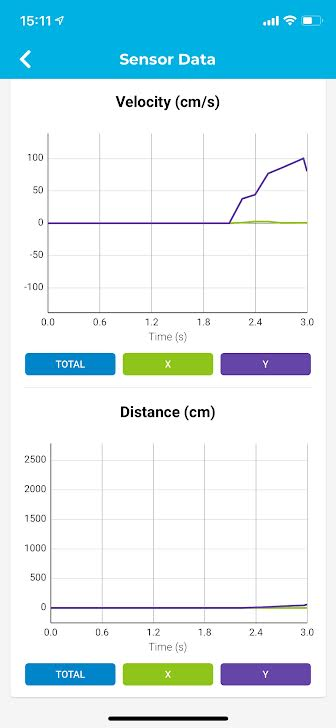 15:11
Sensor Data
Velocity (cm/s)
100
50
0
-50
-100
0.0 0.6 1.2 1.8 2.4 3.0
Time (s)
TOTAL X Y
Distance (cm)
2500
2000
1500
1000
500
0
0.0 0.6 1.2 1.8 2.4 3.0
Time (s)
TOTAL X Y